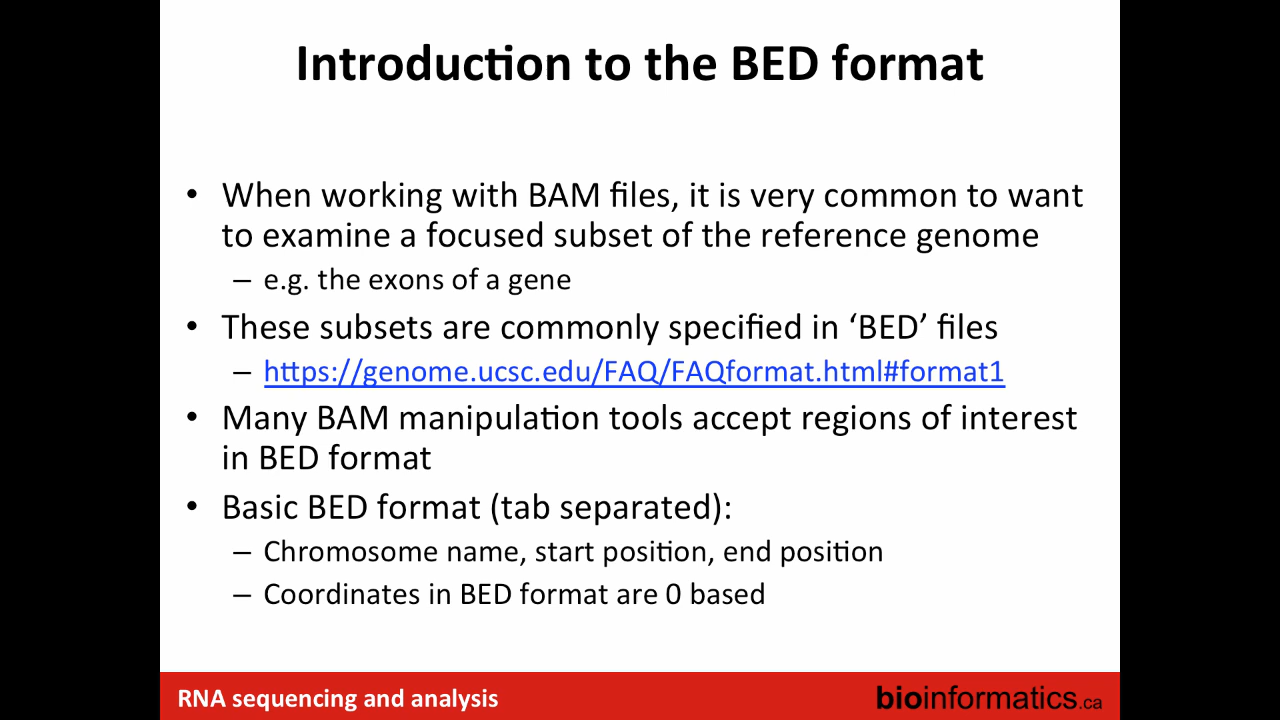 Introduction to the BED format
• When working with BAM files, it is very common to want
to examine a focused subset of the reference genome
– e.g. the exons of a gene
• These subsets are commonly specified in ‘BED’ files
– https://genome.ucsc.edu/FAQ/FAQformat.html#format1
• Many BAM manipulation tools accept regions of interest
in BED format
• Basic BED format (tab separated):
– Chromosome name, start position, end position
– Coordinates in BED format are 0 based
RNA sequencing and analysis
bioinformatics.ca